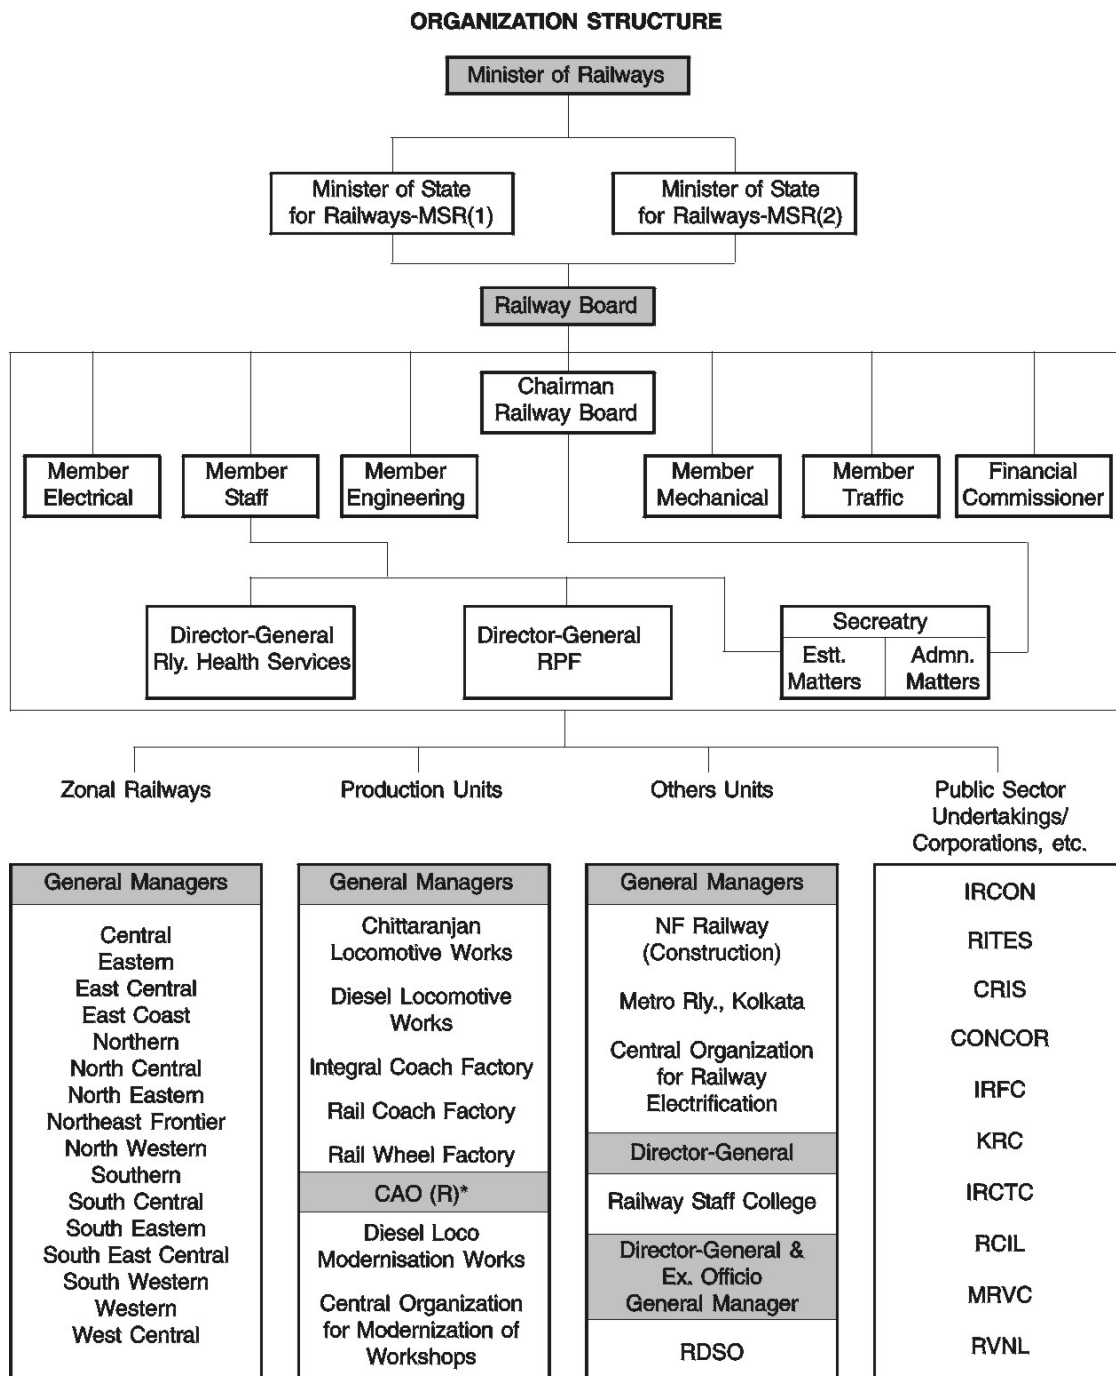 ORGANIZATION STRUCTURE
Minister of Railways
Minister of State
for Railways-MSR(1)
Minister of State
for Railways-MSR(2)
Railway Board
Chairman
Railway Board
Member
Electrical
Member
Staff
Member
Engineering
Member
Mechanical
Member
Traffic
Financial
Commissioner
Director-General
Rly. Health Services
Director-General
RPF
Secreatry
Estt.
Matters
Admn.
Matters
Zonal Railways
General Managers
Central
Eastern
East Central
East Coast
Northern
North Central
North Eastern
Northeast Frontier
North Western
Southern
South Central
South Eastern
South East Central
South Western
Western
West Central
Production Units
General Managers
Chittaranjan
Locomotive Works
Diesel Locomotive
Works
Integral Coach Factory
Rail Coach Factory
Rail Wheel Factory
CAO (R)*
Diesel Loco
Modernisation Works
Central Organization
for Modernization of
Workshops
Others Units
General Managers
NF Railway
(Construction)
Metro Rly., Kolkata
Central Organization
for Railway
Electrification
Director-General
Railway Staff College
Director-General &
Ex. Officio
General Manager
RDSO
Public Sector
Undertakings/
Corporations, etc.
IRCON
RITES
CRIS
CONCOR
IRFC
KRC
IRCTC
RCIL
MRVC
RVNL